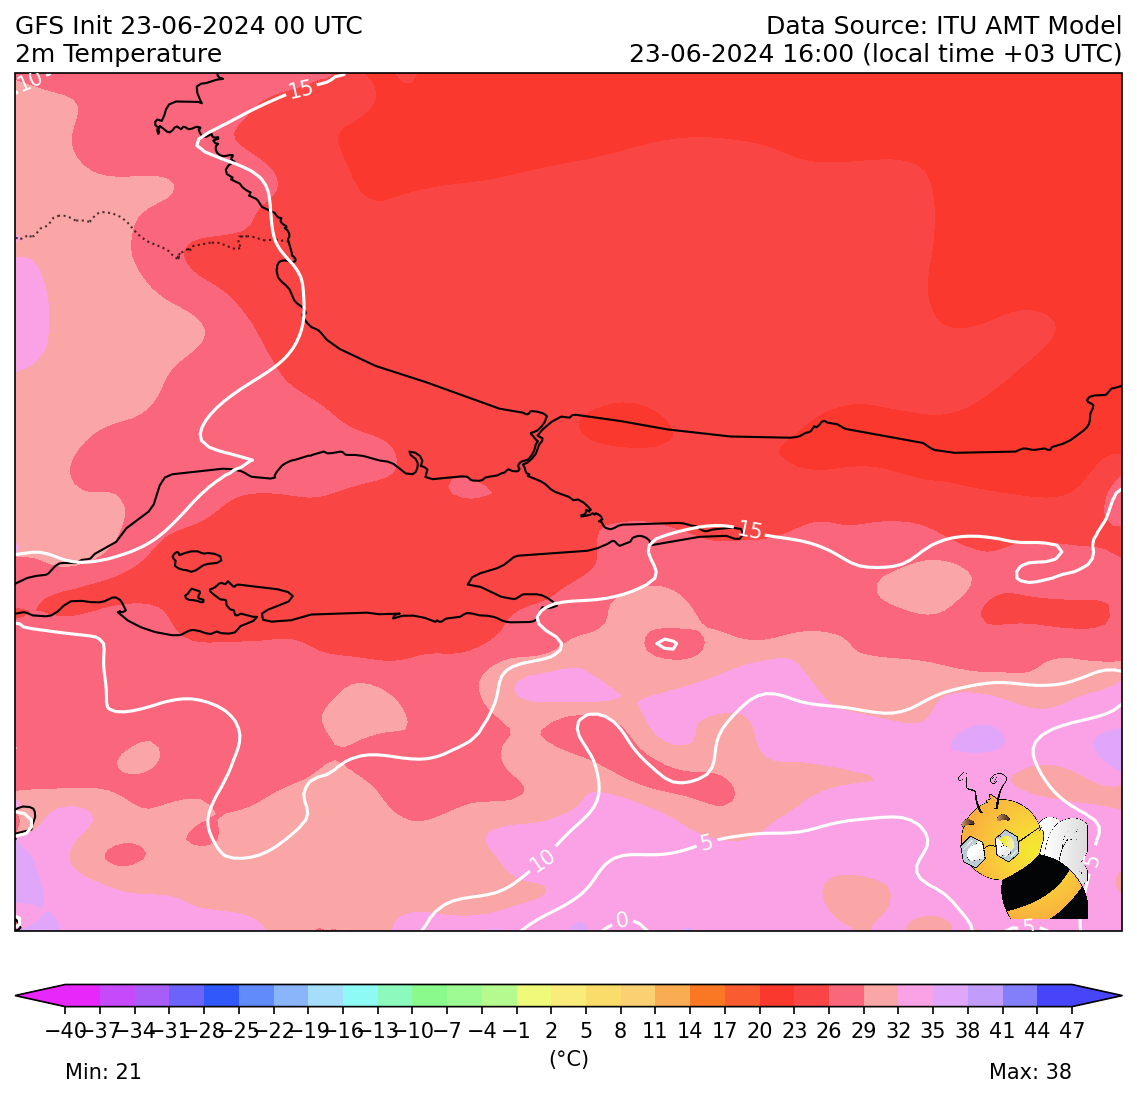 GFS Init 23-06-2024 00 UTC
Data Source: ITU AMT Model
2m Temperature
23-06-2024 16:00 (local time +03 UTC)
10
15
15
10
5
5
0
5
−40 −37 −34 −31 −28 −25 −22 −19 −16 −13 −10 −7 −4 −1 2 5 8 11 14 17 20 23 26 29 32 35 38 41 44 47
(°C)
Min: 21
Max: 38